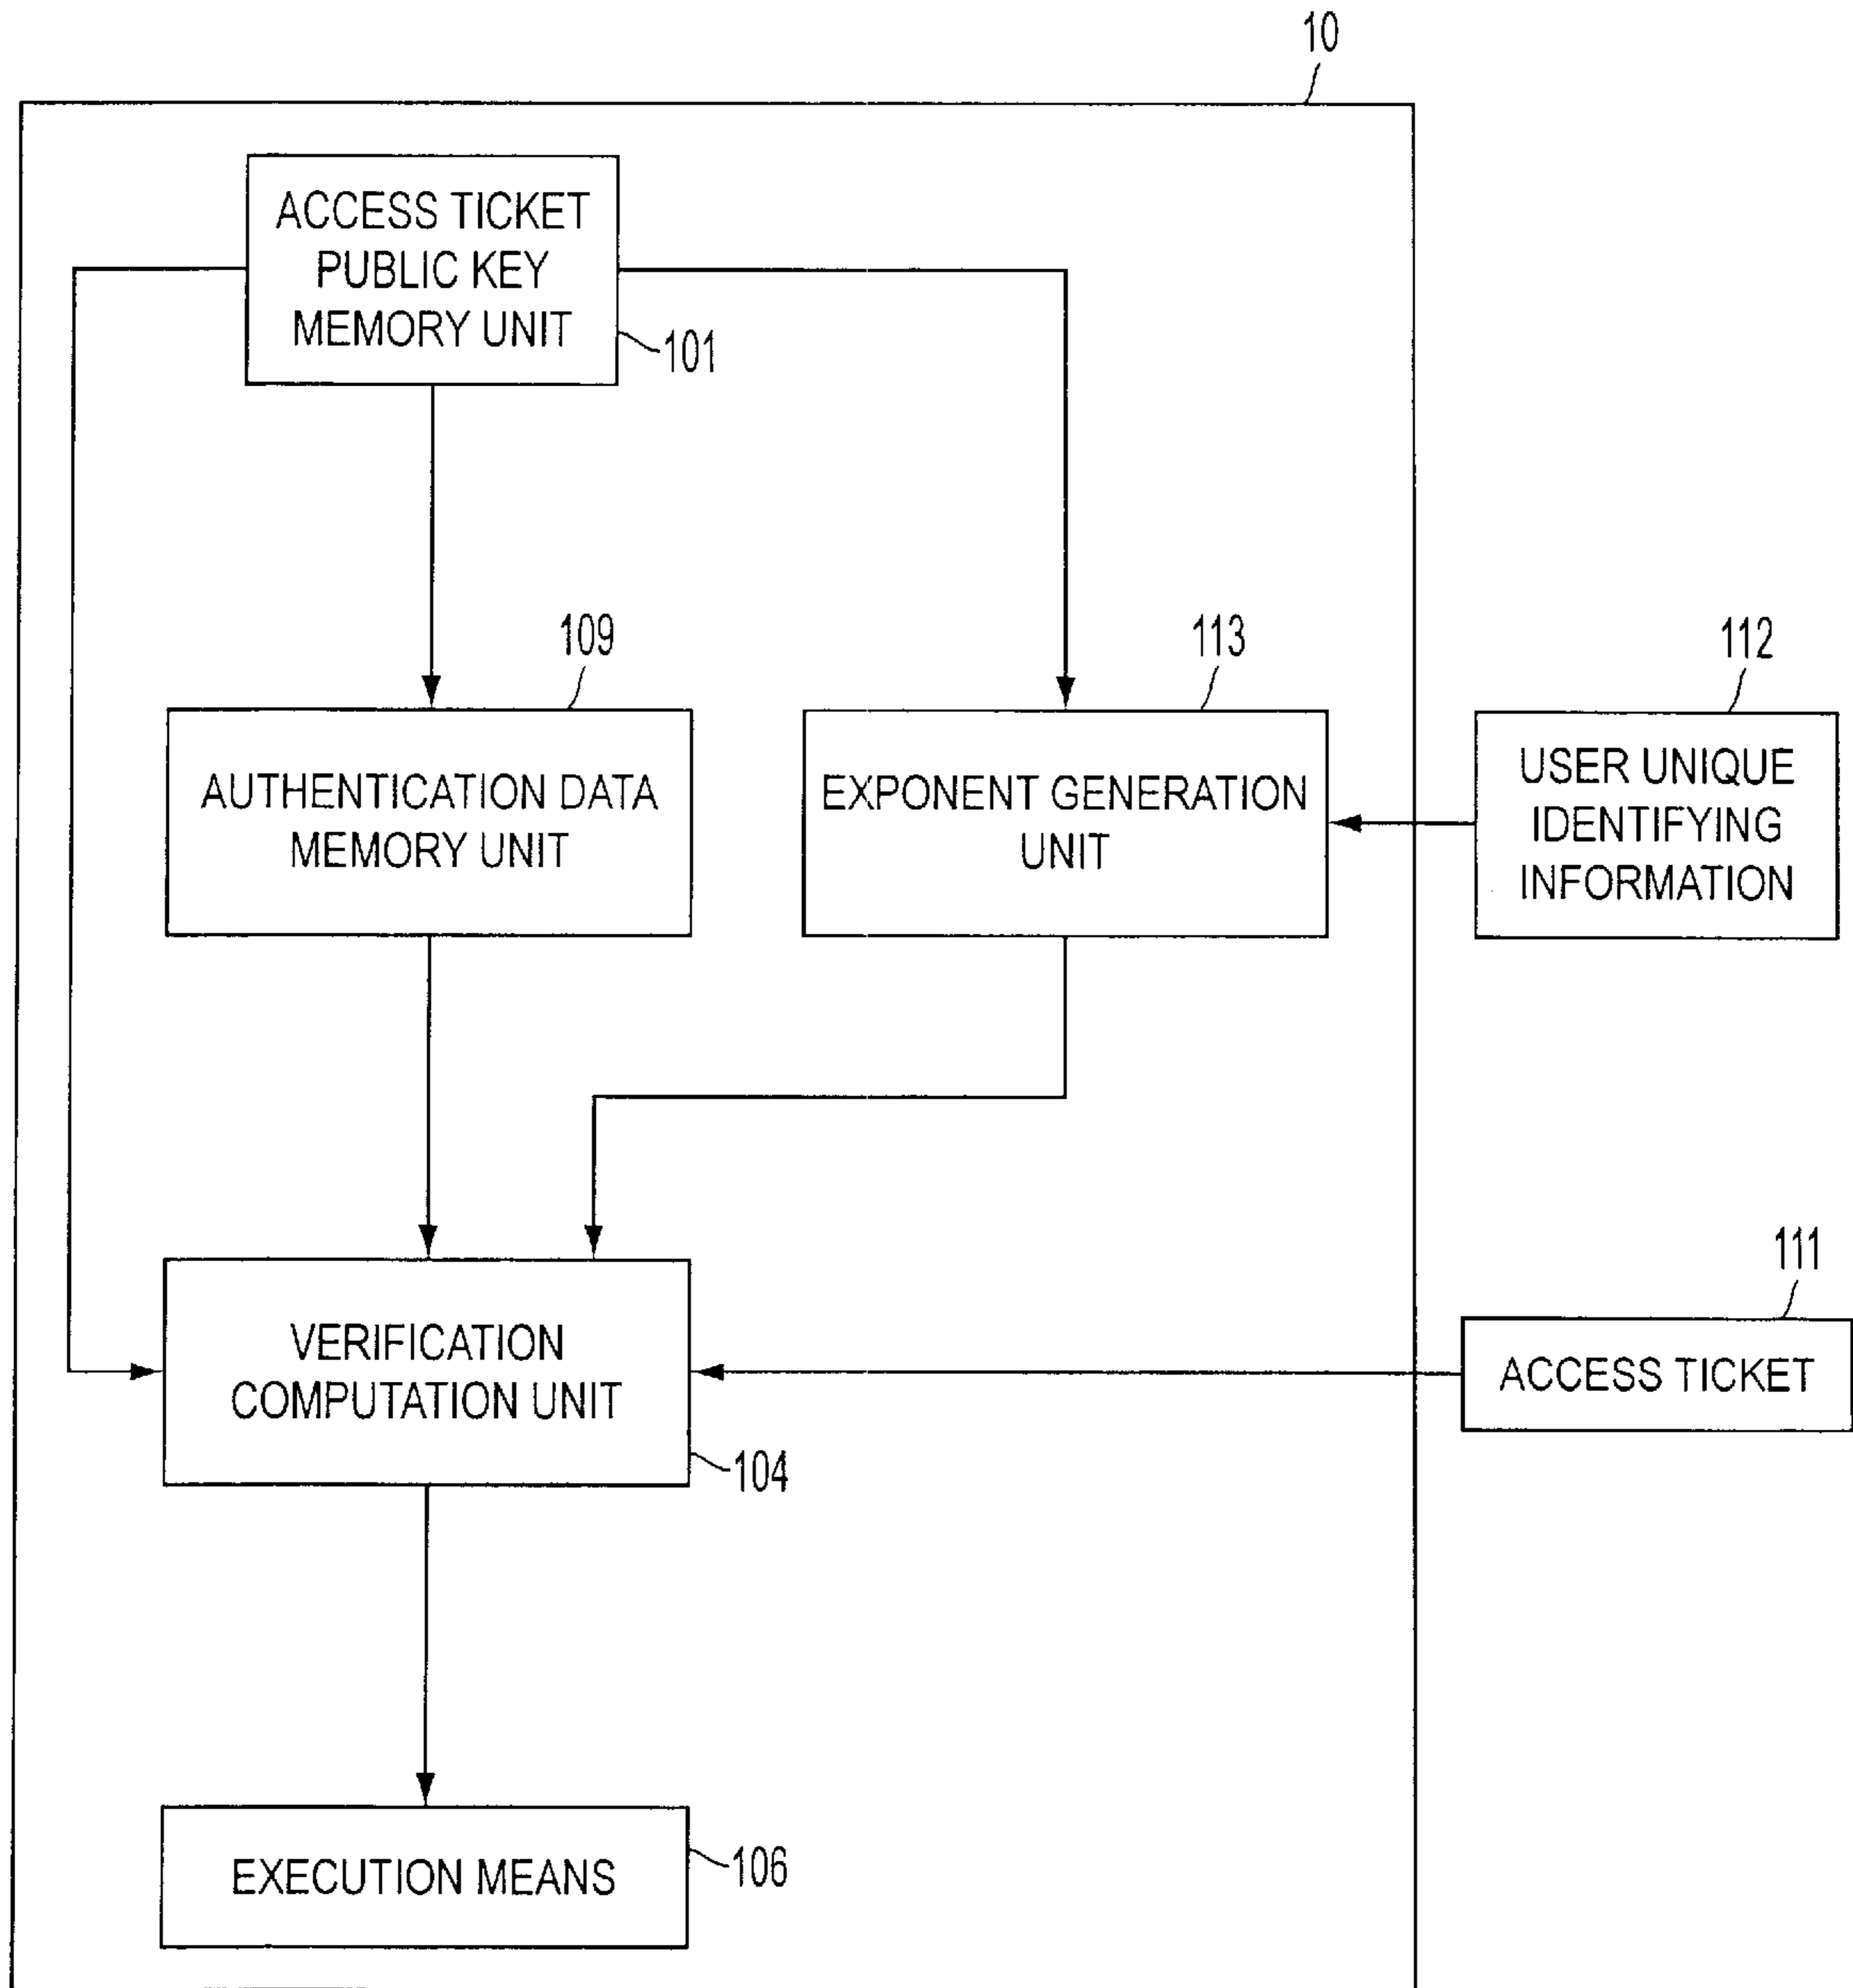 10
ACCESS TICKET
PUBLIC KEY
MEMORY UNIT
101
109
113
112
AUTHENTICATION DATA
MEMORY UNIT
EXPONENT GENERATION
UNIT
USER UNIQUE
IDENTIFYING
INFORMATION
111
VERIFICATION
COMPUTATION UNIT
104
ACCESS TICKET
EXECUTION MEANS
106